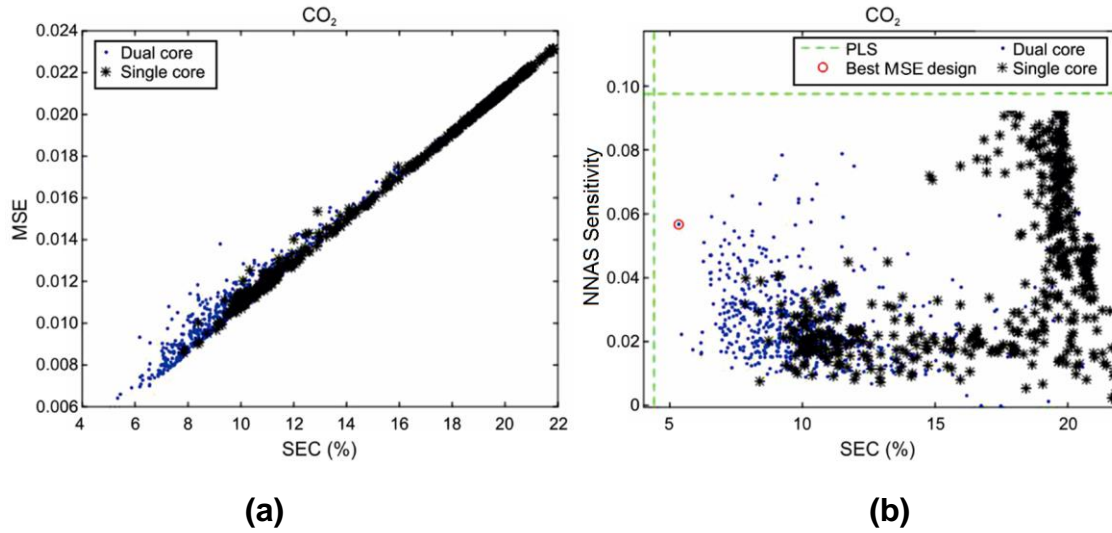 CO₂
0.024
0.022
0.020
0.018
0.016
0.014
0.012
0.010
0.008
0.006
MSE
Dual core
Single core
4 6 8 10 12 14 16 18 20 22
SEC (%)
(a)
CO₂
0.10
0.08
0.06
0.04
0.02
0
NNAS Sensitivity
PLS Dual core
Best MSE design Single core
5 10 15 20
SEC (%)
(b)